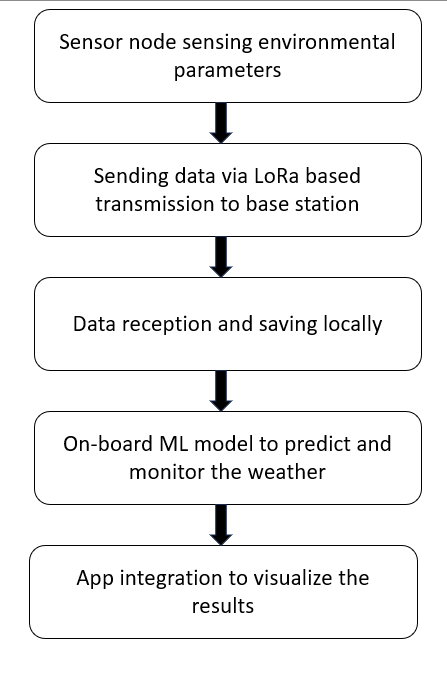 Sensor node sensing environmental
parameters
Sending data via LoRa based
transmission to base station
Data reception and saving locally
On-board ML model to predict and
monitor the weather
App integration to visualize the
results